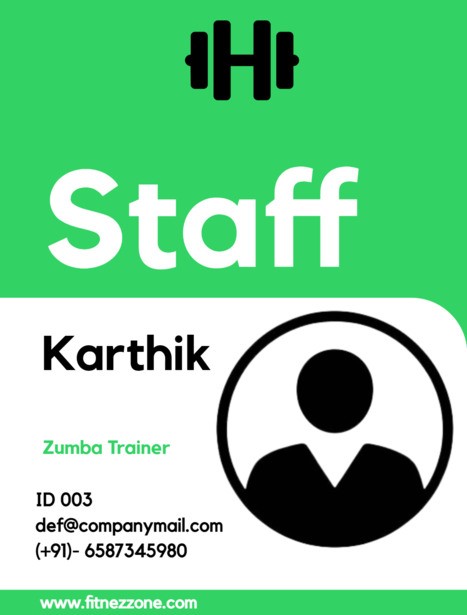 Staff
Karthik
Zumba Trainer
ID 003
def@companymail.com
(+91)- 6587345980
www.fitnezzone.com